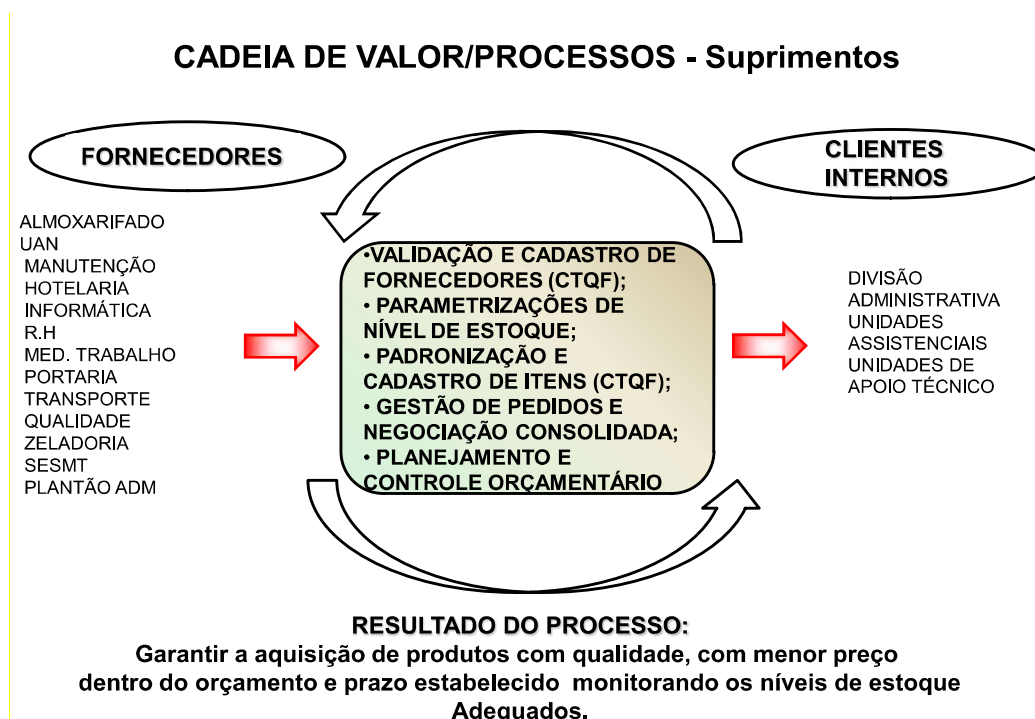 CADEIA DE VALOR/PROCESSOS - Suprimentos
FORNECEDORES
CLIENTES
INTERNOS
ALMOXARIFADO
UAN
MANUTENÇÃO
HOTELARIA
INFORMÁTICA
R.H
MED. TRABALHO
PORTARIA
TRANSPORTE
QUALIDADE
ZELADORIA
SESMT
PLANTÃO ADM
•VALIDAÇÃO E CADASTRO DE
FORNECEDORES (CTQF);
• PARAMETRIZAÇÕES DE
NÍVEL DE ESTOQUE;
• PADRONIZAÇÃO E
CADASTRO DE ITENS (CTQF);
• GESTÃO DE PEDIDOS E
NEGOCIAÇÃO CONSOLIDADA;
• PLANEJAMENTO E
CONTROLE ORÇAMENTÁRIO
DIVISÃO
ADMINISTRATIVA
UNIDADES
ASSISTENCIAIS
UNIDADES DE
APOIO TÉCNICO
RESULTADO DO PROCESSO:
Garantir a aquisição de produtos com qualidade, com menor preço
dentro do orçamento e prazo estabelecido monitorando os níveis de estoque
Adequados.